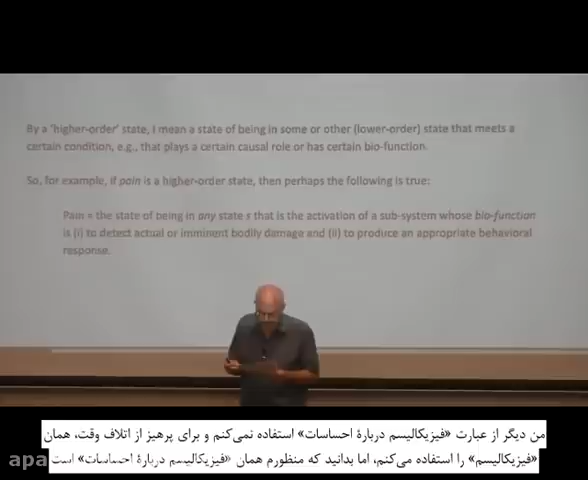 By a 'higher-order' state, I mean a state of being in some or other (lower-order) state that meets a
certain condition, e.g., that plays a certain causal role or has certain bio-function.
So, for example, if pain is a higher-order state, then perhaps the following is true:
Pain = the state of being in any state s that is the activation of a sub-system whose bio-function
is (i) to detect actual or imminent bodily damage and (ii) to produce an appropriate behavioral
response.
من دیگر از عبارت «فیزیکالیسم دربارهٔ احساسات» استفاده نمی‌کنم و برای پرهیز از اتلاف وقت، همان
«فیزیکالیسم» را استفاده می‌کنم، اما بدانید که منظورم همان «فیزیکالیسم دربارهٔ احساسات» است
apa